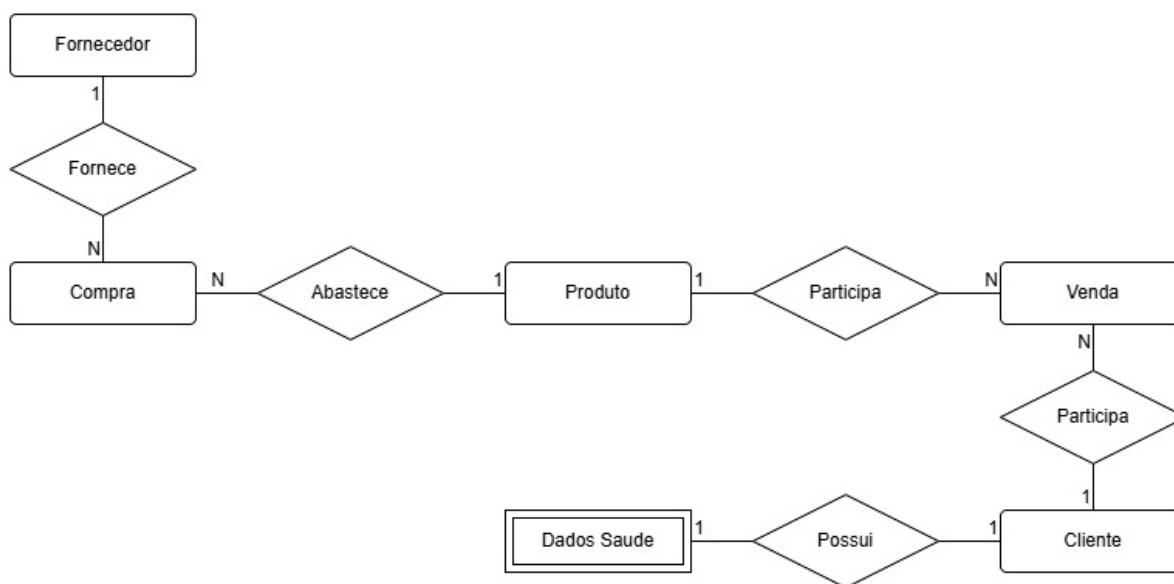 Fornecedor
1
Fornece
N
Compra
N
Abastece
1
Produto
1
Participa
N
Venda
N
Participa
1
Dados Saude
1
Possui
1
Cliente